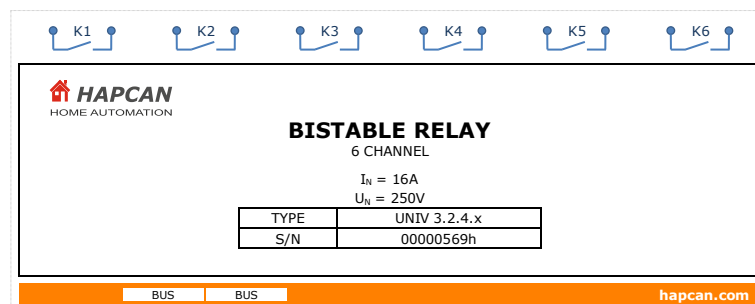 K1 K2 K3 K4 K5 K6
HAPCAN
HOME AUTOMATION
BISTABLE RELAY
6 CHANNEL
IN = 16A
UN = 250V
TYPE UNIV 3.2.4.x
S/N 00000569h
BUS BUS hapcan.com